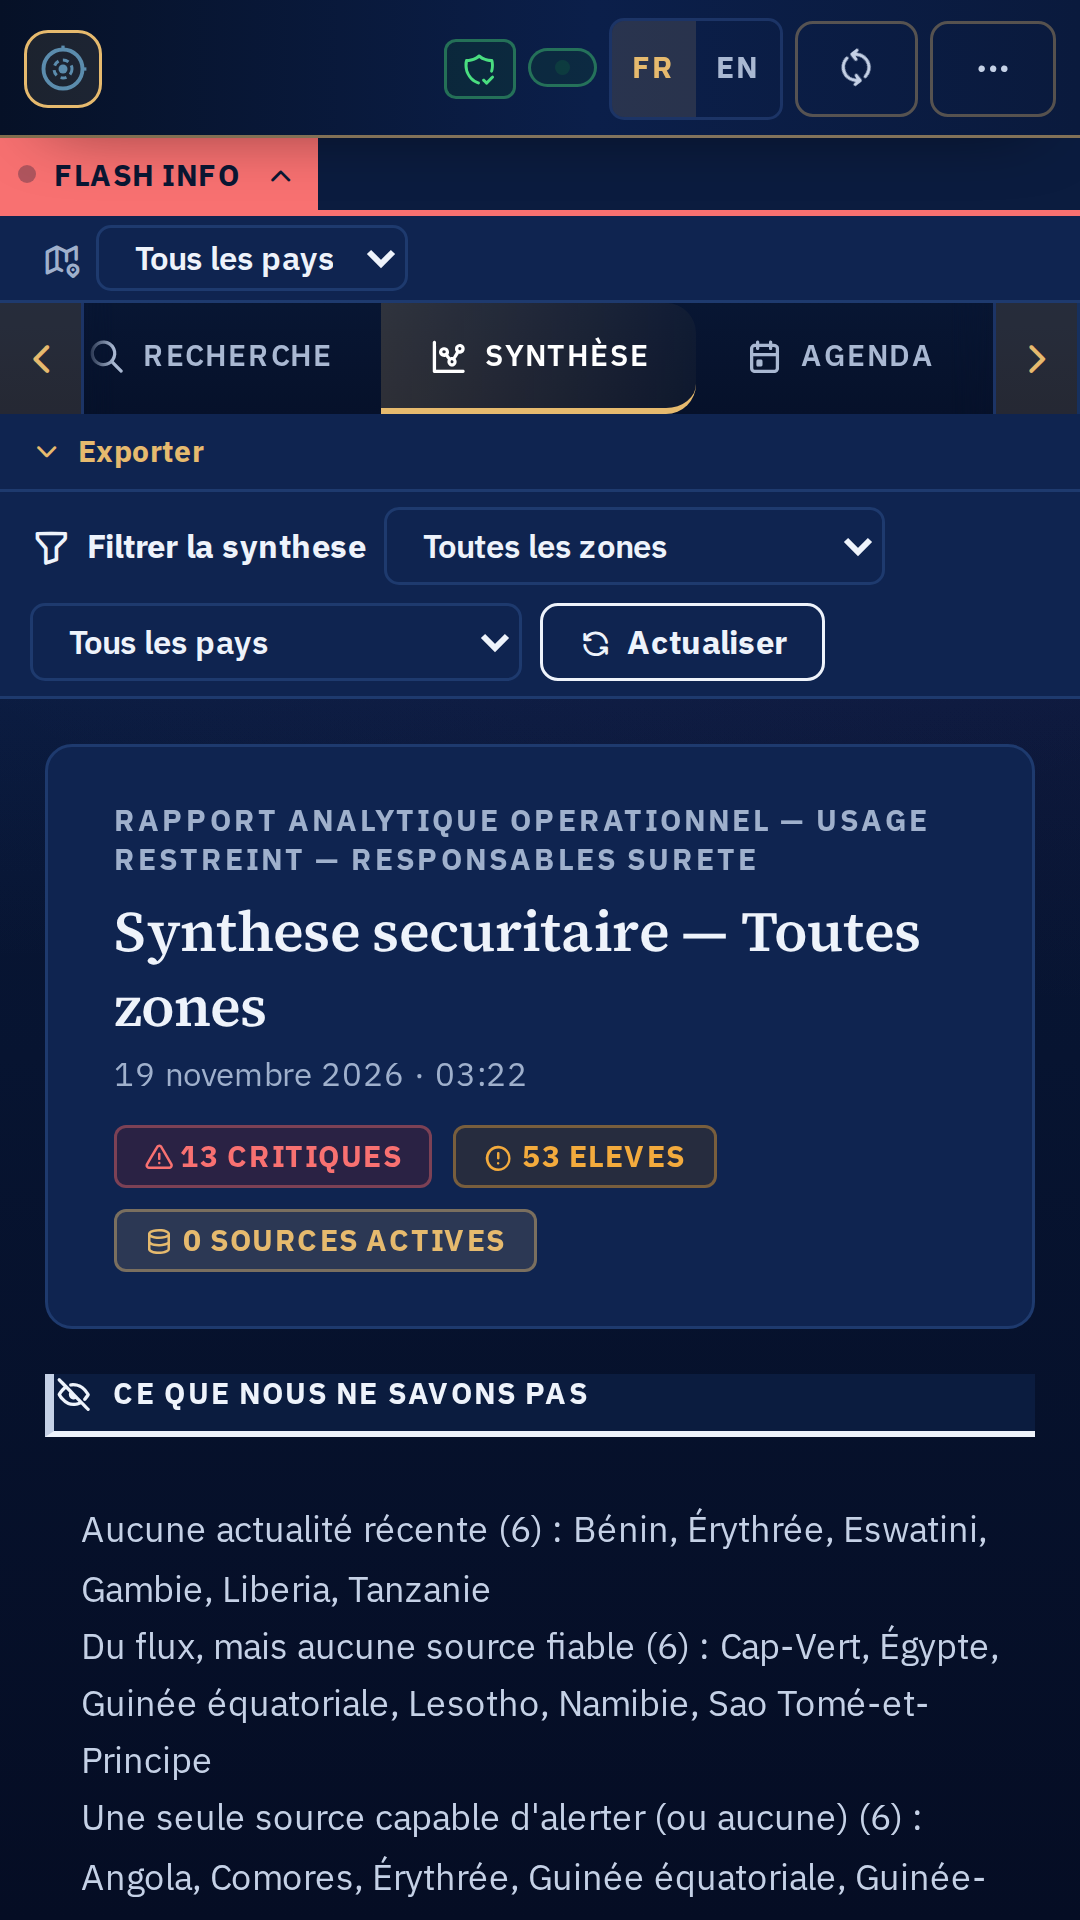 FR
EN
FLASH INFO
Tous les pays
RECHERCHE
SYNTHÈSE
AGENDA
Exporter
Filtrer la synthese
Toutes les zones
Tous les pays
Actualiser
RAPPORT ANALYTIQUE OPERATIONNEL — USAGE
RESTREINT — RESPONSABLES SURETE
Synthese securitaire — Toutes
zones
19 novembre 2026 · 03:22
13 CRITIQUES
53 ELEVES
0 SOURCES ACTIVES
CE QUE NOUS NE SAVONS PAS
Aucune actualité récente (6) : Bénin, Érythrée, Eswatini,
Gambie, Liberia, Tanzanie
Du flux, mais aucune source fiable (6) : Cap-Vert, Égypte,
Guinée équatoriale, Lesotho, Namibie, Sao Tomé-et-
Principe
Une seule source capable d'alerter (ou aucune) (6) :
Angola, Comores, Érythrée, Guinée équatoriale, Guinée-